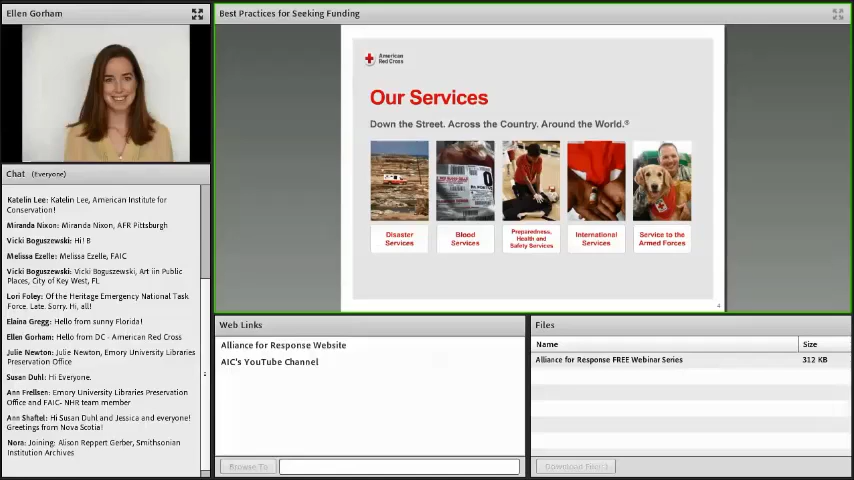 Ellen Gorham
Best Practices for Seeking Funding
American
Red Cross
Our Services
Down the Street. Across the Country. Around the World.®
Disaster
Services
Blood
Services
Preparedness,
Health and
Safety Services
International
Services
Service to the
Armed Forces
4
Chat (Everyone)
Katelin Lee: Katelin Lee, American Institute for
Conservation!
Miranda Nixon: Miranda Nixon, AFR Pittsburgh
Vicki Boguszewski: Hi! B
Melissa Ezelle: Melissa Ezelle, FAIC
Vicki Boguszewski: Vicki Boguszewski, Art iin Public
Places, City of Key West, FL
Lori Foley: Of the Heritage Emergency National Task
Force. Late. Sorry. Hi, all!
Elaina Gregg: Hello from sunny Florida!
Ellen Gorham: Hello from DC - American Red Cross
Julie Newton: Julie Newton, Emory University Libraries
Preservation Office
Susan Duhl: Hi Everyone.
Ann Frellsen: Emory University Libraries Preservation
Office and FAIC- NHR team member
Ann Shaftel: Hi Susan Duhl and Jessica and everyone!
Greetings from Nova Scotia!
Nora: Joining: Alison Reppert Gerber, Smithsonian
Institution Archives
Web Links
Alliance for Response Website
AIC's YouTube Channel
Browse To
Files
Name Size
Alliance for Response FREE Webinar Series 312 KB